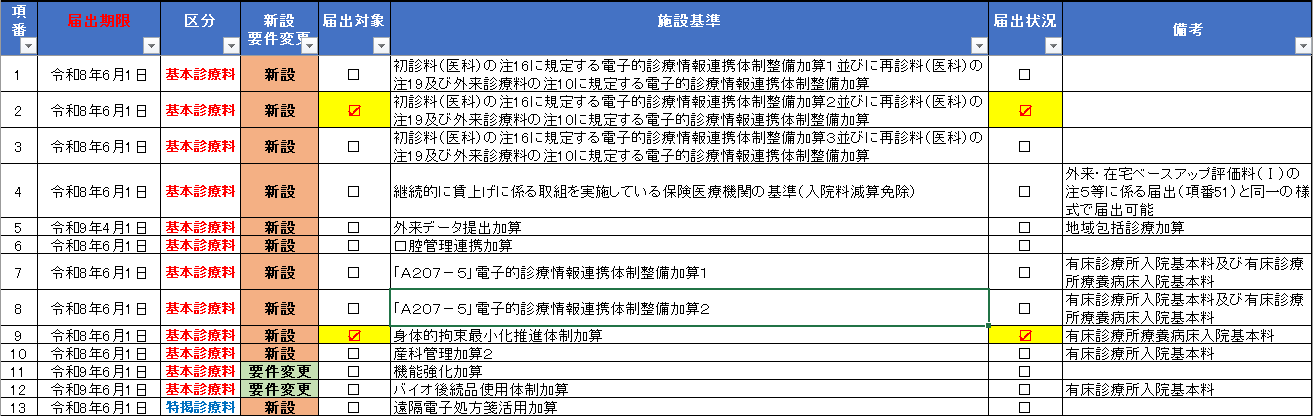 項番 届出期限 区分 新設 要件変更 届出対象 施設基準 届出状況 備考
1 令和8年6月1日 基本診療料 新設 ☐ 初診料(医科)の注16に規定する電子的診療情報連携体制整備加算1並びに再診料(医科)の ☐
注19及び外来診療料の注10に規定する電子的診療情報連携体制整備加算
2 令和8年6月1日 基本診療料 新設 ☑ 初診料(医科)の注16に規定する電子的診療情報連携体制整備加算2並びに再診料(医科)の ☑
注19及び外来診療料の注10に規定する電子的診療情報連携体制整備加算
3 令和8年6月1日 基本診療料 新設 ☐ 初診料(医科)の注16に規定する電子的診療情報連携体制整備加算3並びに再診料(医科)の ☐
注19及び外来診療料の注10に規定する電子的診療情報連携体制整備加算
4 令和8年6月1日 基本診療料 新設 ☐ 継続的に賃上げに係る取組を実施している保険医療機関の基準(入院料減算免除) ☐ 外来・在宅ベースアップ評価料(Ⅰ)の
注5等に係る届出(項番51)と同一の様
式で届出可能
5 令和9年4月1日 基本診療料 新設 ☐ 外来データ提出加算 ☐ 地域包括診療加算
6 令和8年6月1日 基本診療料 新設 ☐ 口腔管理連携加算 ☐
7 令和8年6月1日 基本診療料 新設 ☐ 「A207-5」電子的診療情報連携体制整備加算1 ☐ 有床診療所入院基本料及び有床診療
所療養病床入院基本料
8 令和8年6月1日 基本診療料 新設 ☐ 「A207-5」電子的診療情報連携体制整備加算2 ☐ 有床診療所入院基本料及び有床診療
所療養病床入院基本料
9 令和8年6月1日 基本診療料 新設 ☑ 身体的拘束最小化推進体制加算 ☑ 有床診療所療養病床入院基本料
10 令和8年6月1日 基本診療料 新設 ☐ 産科管理加算2 ☐ 有床診療所入院基本料
11 令和9年6月1日 基本診療料 要件変更 ☐ 機能強化加算 ☐
12 令和9年6月1日 基本診療料 要件変更 ☐ バイオ後続品使用体制加算 ☐ 有床診療所入院基本料
13 令和8年6月1日 特掲診療料 新設 ☐ 遠隔電子処方箋活用加算 ☐